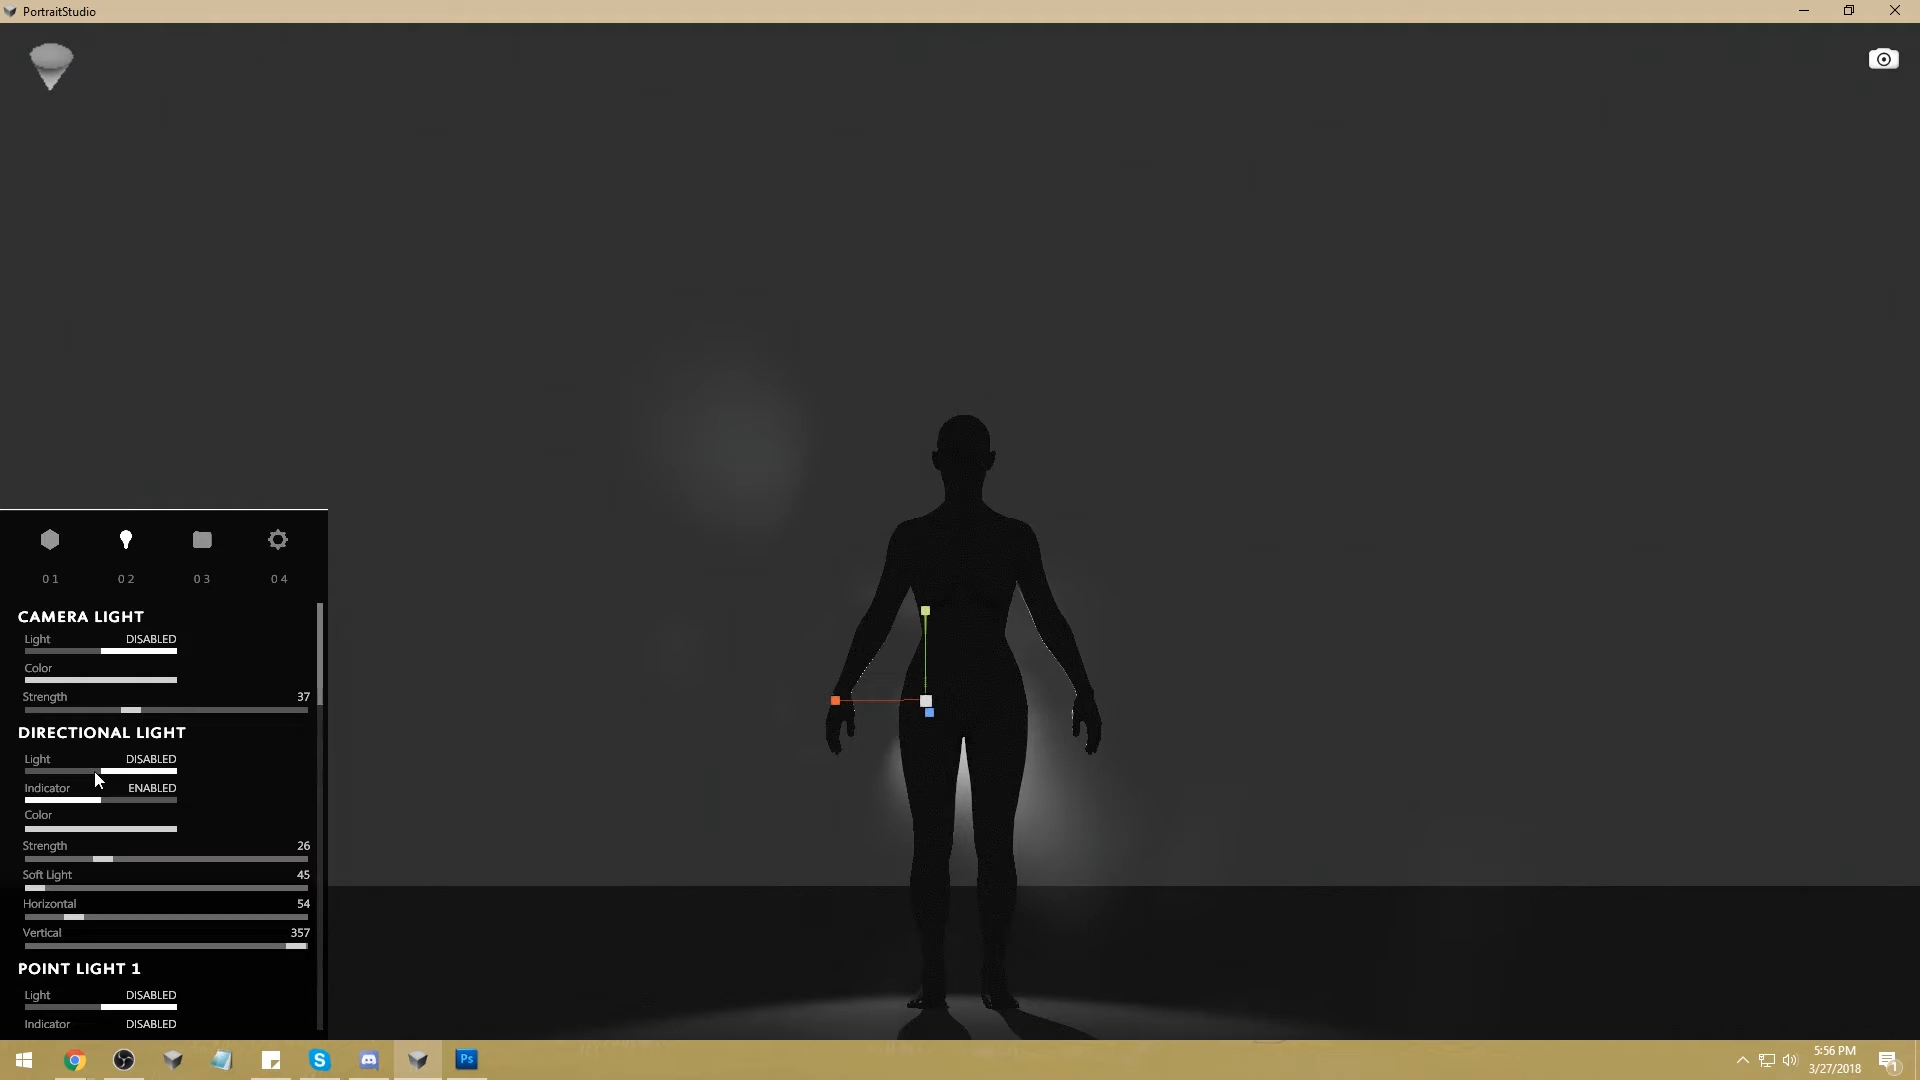 PortraitStudio
01 02 03 04
CAMERA LIGHT
Light DISABLED
Color
Strength 37
DIRECTIONAL LIGHT
Light DISABLED
Indicator ENABLED
Color
Strength 26
Soft Light 45
Horizontal 54
Vertical 357
POINT LIGHT 1
Light DISABLED
Indicator DISABLED
S
Ps
5:56 PM
3/27/2018
1